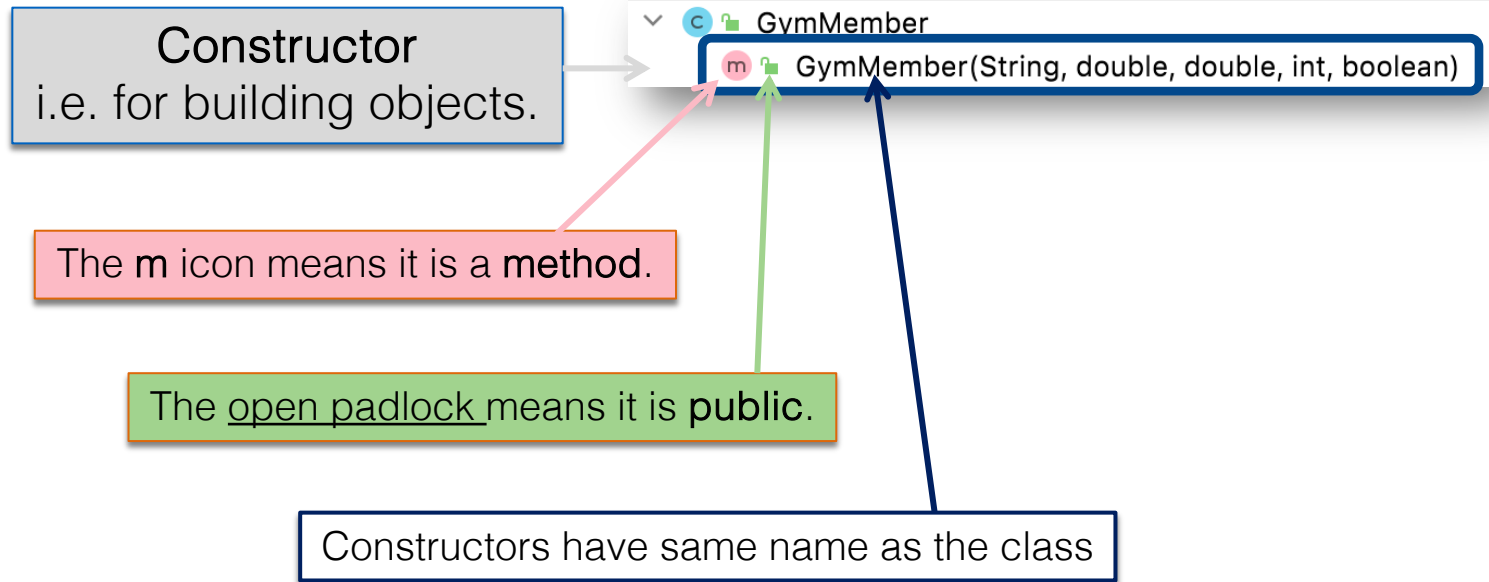 Constructor
i.e. for building objects.
C GymMember
m GymMember(String, double, double, int, boolean)
The m icon means it is a method.
The open padlock means it is public.
Constructors have same name as the class